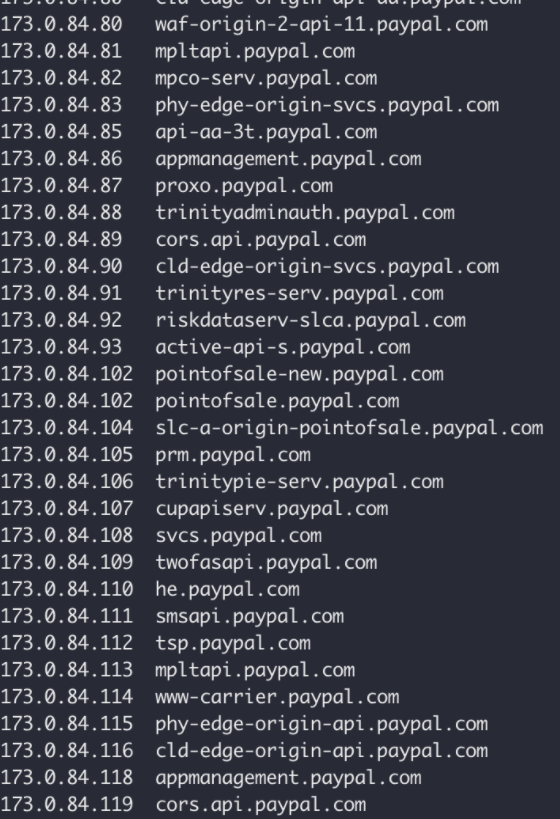 173.0.84.80 waf-origin-2-api-11.paypal.com
173.0.84.81 mpltapi.paypal.com
173.0.84.82 mpco-serv.paypal.com
173.0.84.83 phy-edge-origin-svcs.paypal.com
173.0.84.85 api-aa-3t.paypal.com
173.0.84.86 appmanagement.paypal.com
173.0.84.87 proxo.paypal.com
173.0.84.88 trinityadminauth.paypal.com
173.0.84.89 cors.api.paypal.com
173.0.84.90 cld-edge-origin-svcs.paypal.com
173.0.84.91 trinityres-serv.paypal.com
173.0.84.92 riskdataserv-slca.paypal.com
173.0.84.93 active-api-s.paypal.com
173.0.84.102 pointofsale-new.paypal.com
173.0.84.102 pointofsale.paypal.com
173.0.84.104 slc-a-origin-pointofsale.paypal.com
173.0.84.105 prm.paypal.com
173.0.84.106 trinitypie-serv.paypal.com
173.0.84.107 cupapiserv.paypal.com
173.0.84.108 svcs.paypal.com
173.0.84.109 twofasapi.paypal.com
173.0.84.110 he.paypal.com
173.0.84.111 smsapi.paypal.com
173.0.84.112 tsp.paypal.com
173.0.84.113 mpltapi.paypal.com
173.0.84.114 www-carrier.paypal.com
173.0.84.115 phy-edge-origin-api.paypal.com
173.0.84.116 cld-edge-origin-api.paypal.com
173.0.84.118 appmanagement.paypal.com
173.0.84.119 cors.api.paypal.com